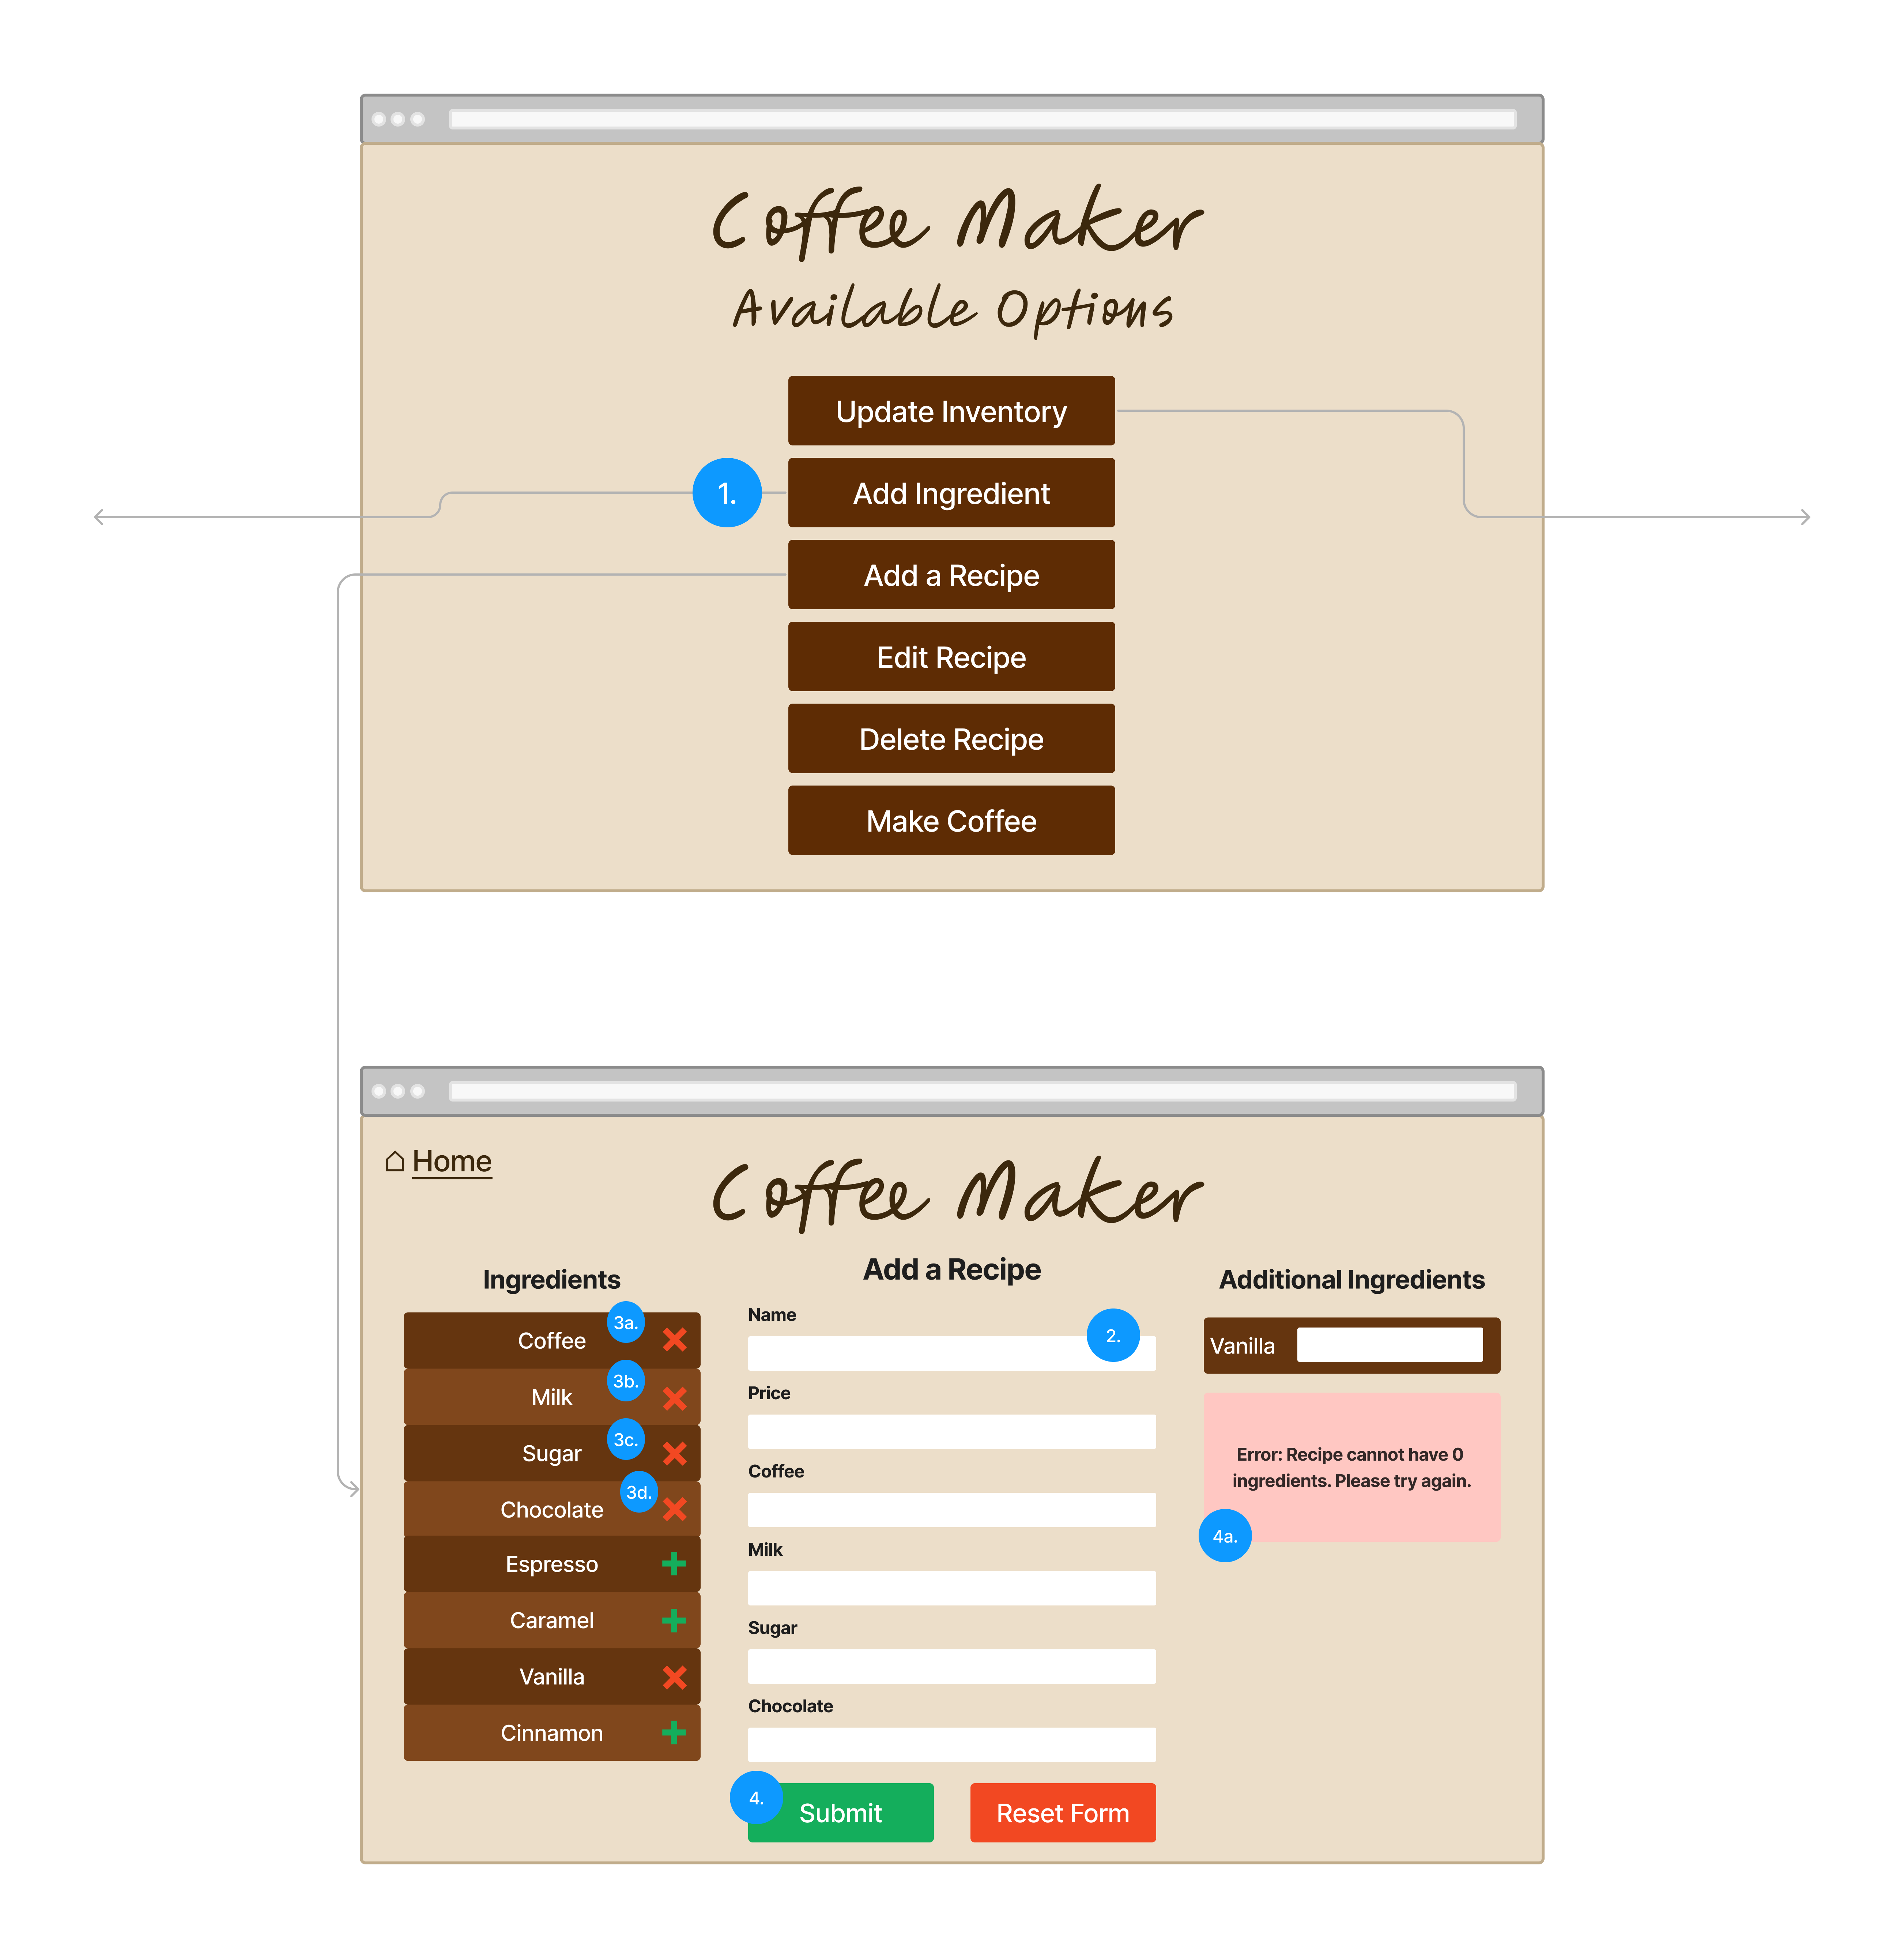 Coffee Maker
Available Options
Update Inventory
1.
Add Ingredient
Add a Recipe
Edit Recipe
Delete Recipe
Make Coffee
Home
Coffee Maker
Ingredients
Coffee
3a.
Milk
3b.
Sugar
3c.
Chocolate
3d.
Espresso
Caramel
Vanilla
Cinnamon
Add a Recipe
Name
2.
Price
Coffee
Milk
Sugar
Chocolate
4.
Submit
Reset Form
Additional Ingredients
Vanilla
Error: Recipe cannot have 0
ingredients. Please try again.
4a.